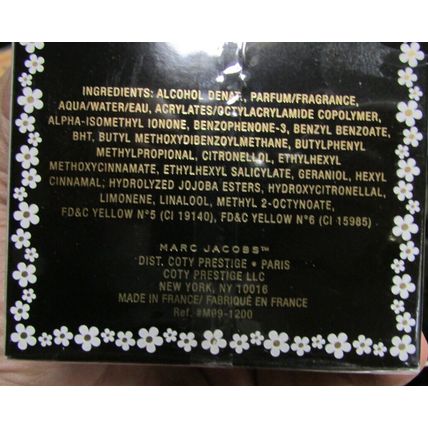 INGREDIENTS: ALCOHOL DENAT., PARFUM/FRAGRANCE,
AQUA/WATER/EAU, ACRYLATES/OCTYLACRYLAMIDE COPOLYMER,
ALPHA-ISOMETHYL IONONE, BENZOPHENONE-3, BENZYL BENZOATE,
BHT, BUTYL METHOXYDIBENZOYLMETHANE, BUTYLPHENYL
METHYLPROPIONAL, CITRONELLOL, ETHYLHEXYL
METHOXYCINNAMATE, ETHYLHEXYL SALICYLATE, GERANIOL, HEXYL
CINNAMAL; HYDROLYZED JOJOBA ESTERS, HYDROXYCITRONELLAL,
LIMONENE, LINALOOL, METHYL 2-OCTYNOATE,
FD&C YELLOW N°5 (CI 19140), FD&C YELLOW N°6 (CI 15985)
MARC JACOBS™
DIST. COTY PRESTIGE • PARIS
COTY PRESTIGE LLC
NEW YORK, NY 10016
MADE IN FRANCE/ FABRIQUÉ EN FRANCE
Ref. #M09-1200